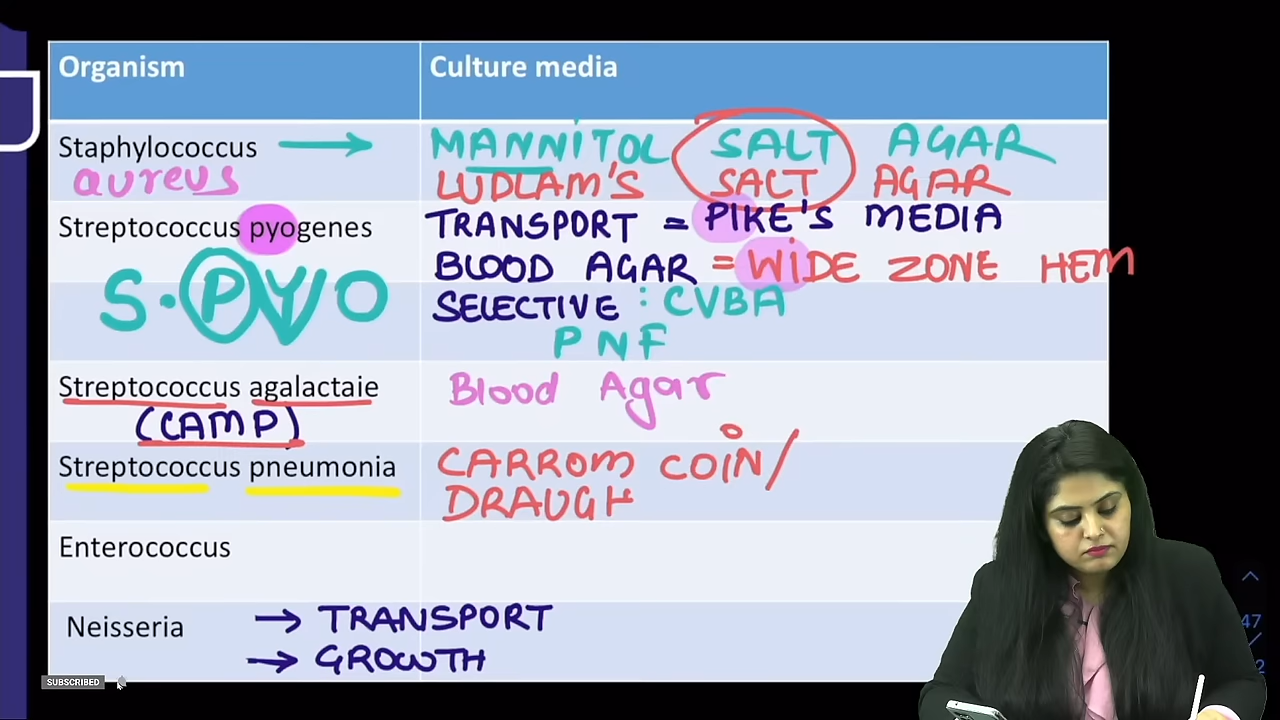 Organism Culture media
Staphylococcus → MANNITOL SALT AGAR
aureus LUDLAM'S SALT AGAR
Streptococcus pyogenes TRANSPORT = PIKE'S MEDIA
BLOOD AGAR = WIDE ZONE HEM
S. PYO SELECTIVE : CVBA
PNF
Streptococcus agalactaie Blood Agar
(CAMP)
Streptococcus pneumonia CARROM COIN/
DRAUGH
Enterococcus
Neisseria → TRANSPORT
→ GROWTH
47
2
SUBSCRIBED